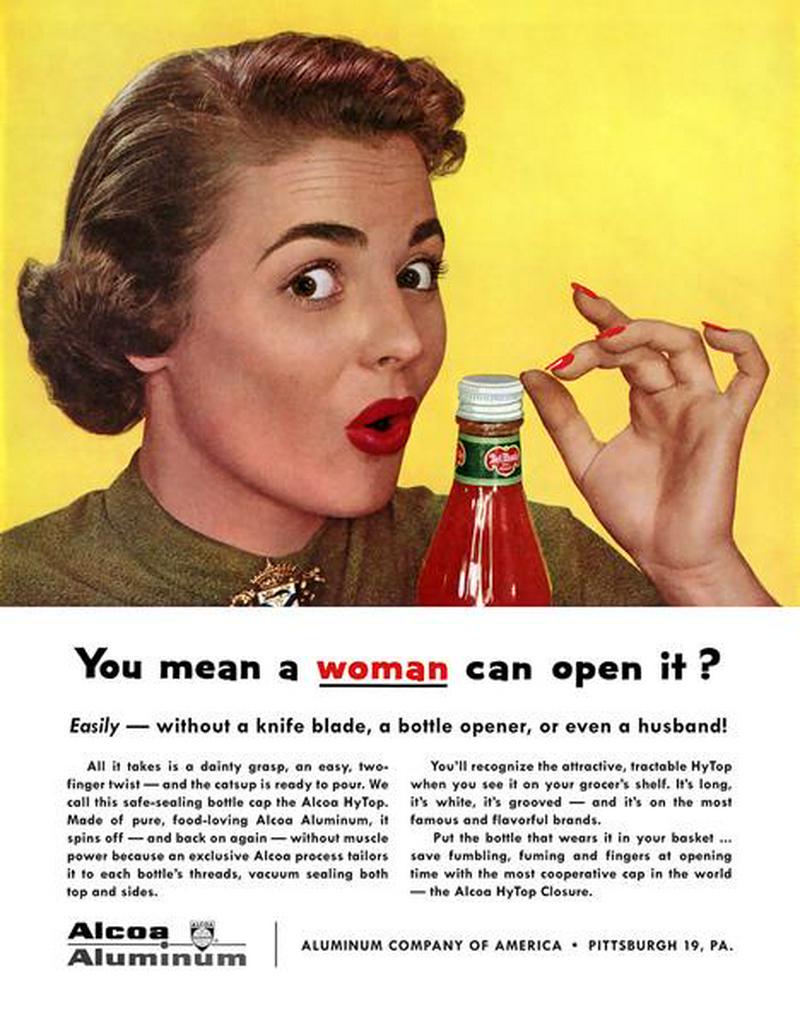 Del Monte
You mean a woman can open it?
Easily — without a knife blade, a bottle opener, or even a husband!
All it takes is a dainty grasp, an easy, two-
finger twist — and the catsup is ready to pour. We
call this safe-sealing bottle cap the Alcoa HyTop.
Made of pure, food-loving Alcoa Aluminum, it
spins off — and back on again — without muscle
power because an exclusive Alcoa process tailors
it to each bottle's threads, vacuum sealing both
top and sides.
You'll recognize the attractive, tractable HyTop
when you see it on your grocer's shelf. It's long,
it's white, it's grooved — and it's on the most
famous and flavorful brands.
Put the bottle that wears it in your basket ...
save fumbling, fuming and fingers at opening
time with the most cooperative cap in the world
— the Alcoa HyTop Closure.
Alcoa
ALCOA
Aluminum
ALUMINUM COMPANY OF AMERICA • PITTSBURGH 19, PA.